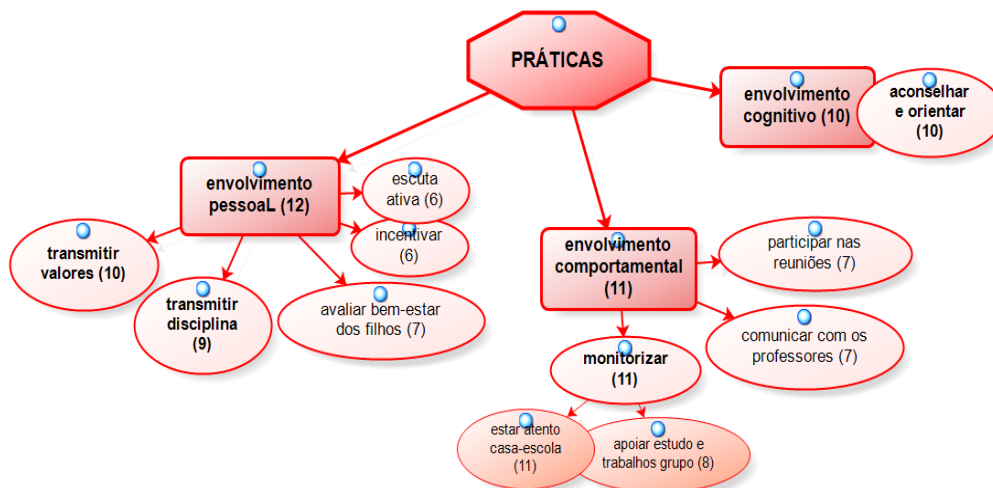 PRÁTICAS
envolvimento
cognitivo (10)
aconselhar
e orientar
(10)
envolvimento
pessoaL (12)
escuta
ativa (6)
incentivar
(6)
transmitir
valores (10)
transmitir
disciplina
(9)
avaliar bem-estar
dos filhos (7)
envolvimento
comportamental
(11)
participar nas
reuniões (7)
comunicar com os
professores (7)
monitorizar
(11)
estar atento
casa-escola
(11)
apoiar estudo e
trabalhos grupo (8)